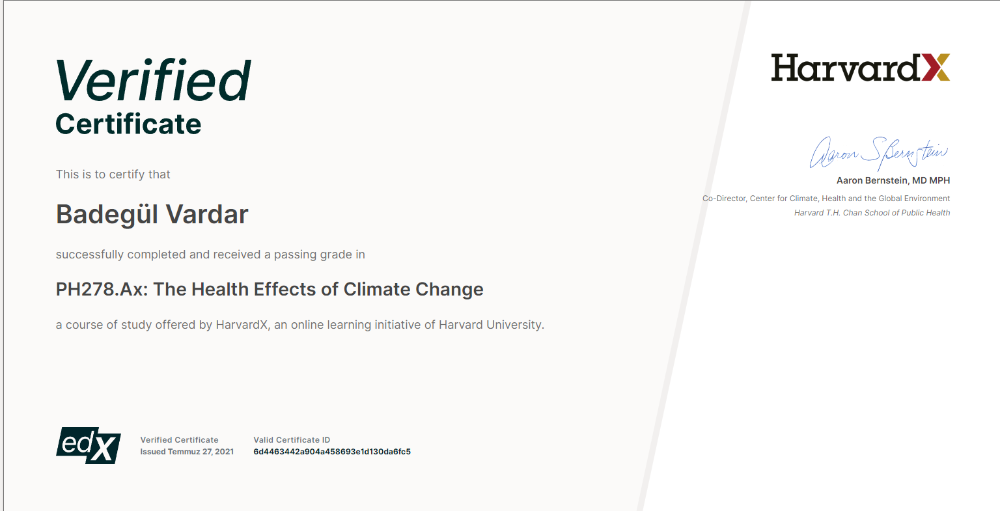 Verified
Certificate
This is to certify that
Badegül Vardar
successfully completed and received a passing grade in
PH278.Ax: The Health Effects of Climate Change
a course of study offered by HarvardX, an online learning initiative of Harvard University.
edX
Verified Certificate
Issued Temmuz 27, 2021
Valid Certificate ID
6d4463442a904a458693e1d130da6fc5
HarvardX
Aaron S Bernstein
Aaron Bernstein, MD MPH
Co-Director, Center for Climate, Health and the Global Environment
Harvard T.H. Chan School of Public Health